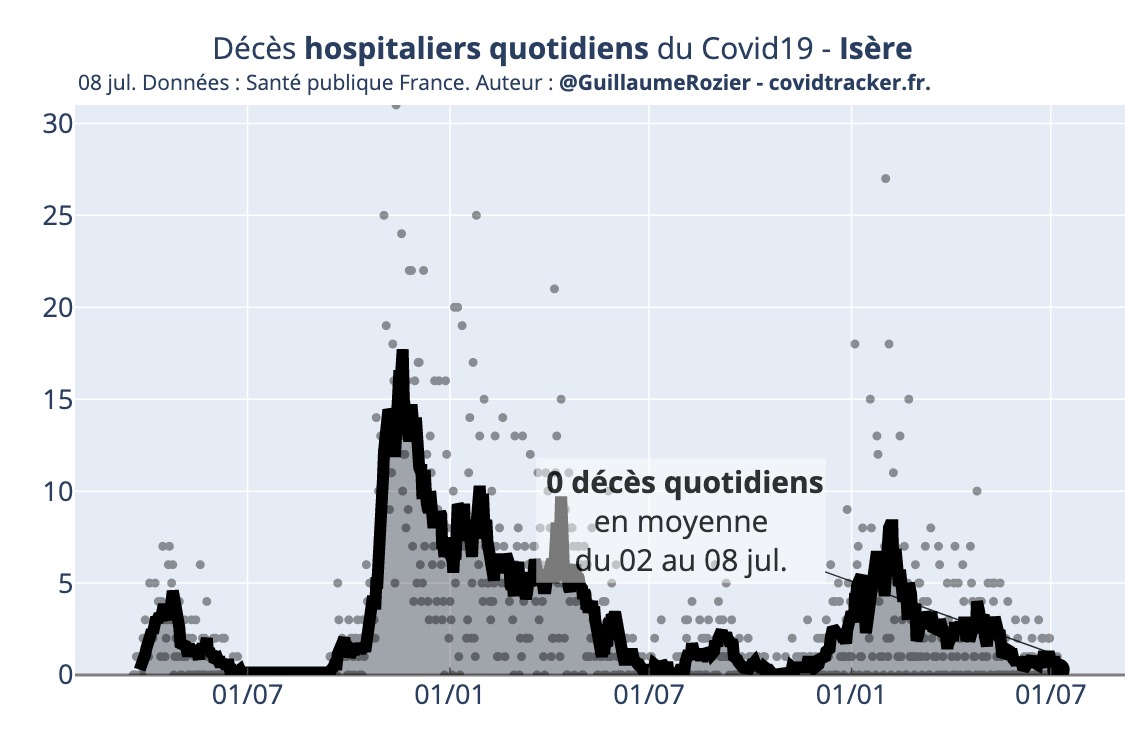 Décès hospitaliers quotidiens du Covid19 - Isère
08 jul. Données : Santé publique France. Auteur : @GuillaumeRozier - covidtracker.fr.
30
25
20
15
10
0 décès quotidiens
en moyenne
du 02 au 08 jul.
5
0
01/07 01/01 01/07 01/01 01/07